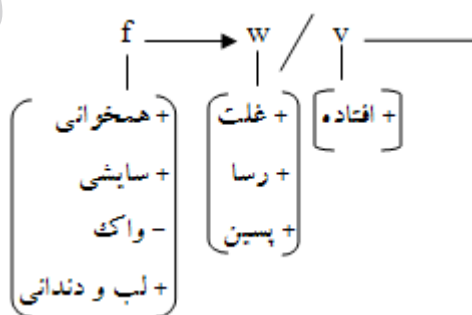 f → w / v ——
+ همخوانی + غلت + افتاده
+ سایشی + رسا
- واک + پسین
+ لب و دندانی